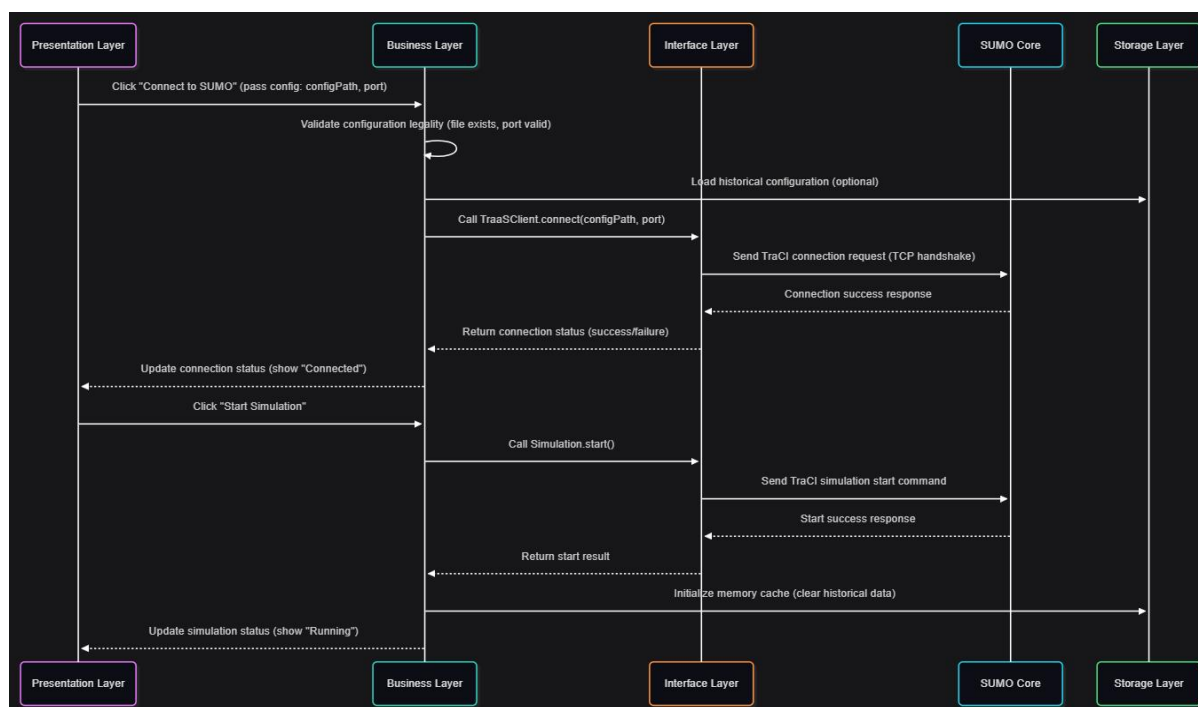 Presentation Layer
Business Layer
Interface Layer
SUMO Core
Storage Layer
Click "Connect to SUMO" (pass config: configPath, port)
Validate configuration legality (file exists, port valid)
Load historical configuration (optional)
Call TraaSClient.connect(configPath, port)
Send TraCI connection request (TCP handshake)
Connection success response
Return connection status (success/failure)
Update connection status (show "Connected")
Click "Start Simulation"
Call Simulation.start()
Send TraCI simulation start command
Start success response
Return start result
Initialize memory cache (clear historical data)
Update simulation status (show "Running")
Presentation Layer
Business Layer
Interface Layer
SUMO Core
Storage Layer